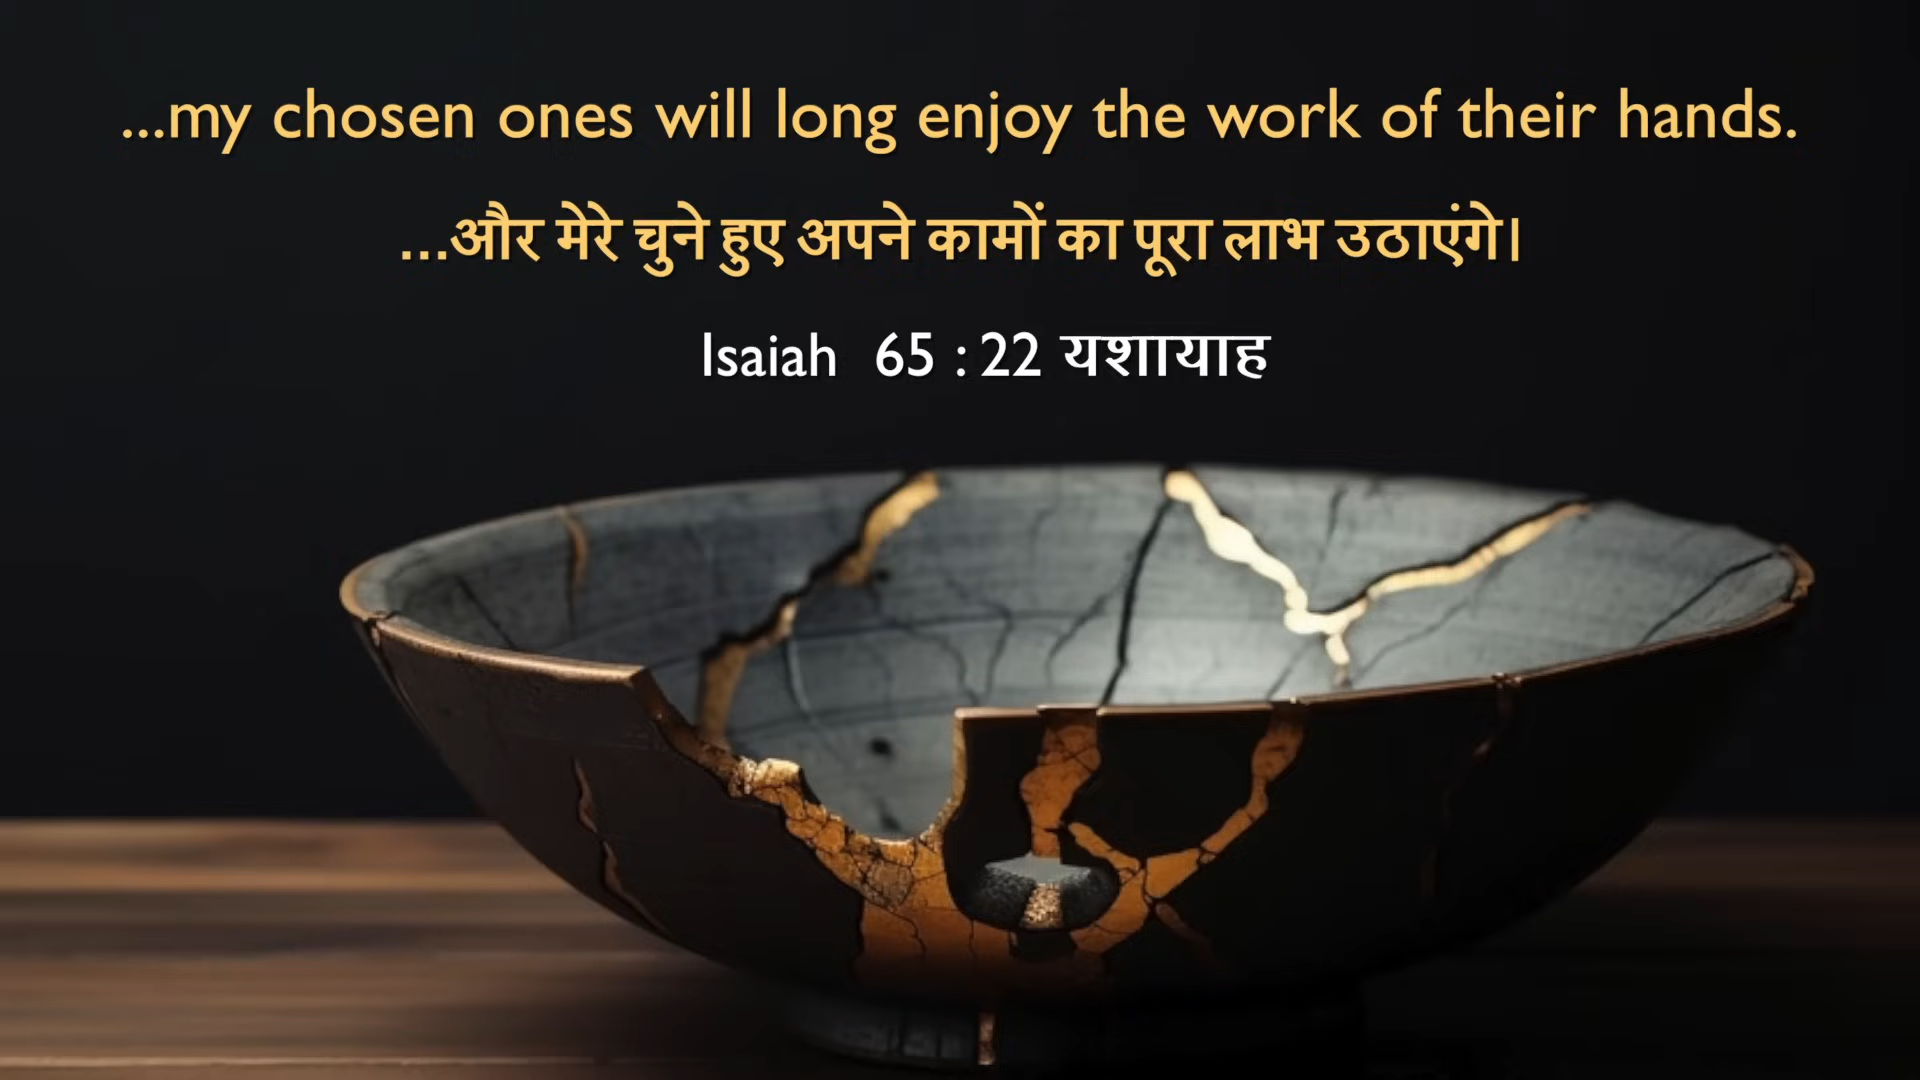 ...my chosen ones will long enjoy the work of their hands.
...और मेरे चुने हुए अपने कामों का पूरा लाभ उठाएंगे।
Isaiah 65 : 22 यशायाह